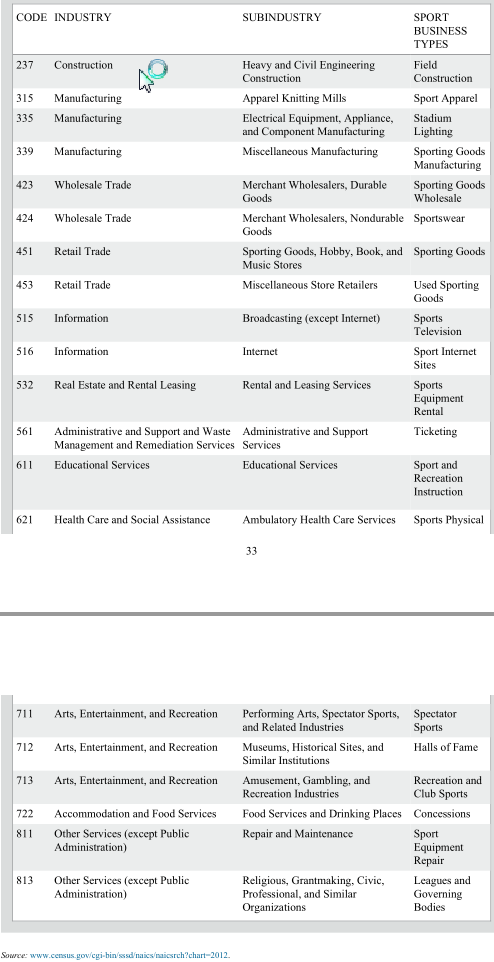 CODE INDUSTRY SUBINDUSTRY SPORT
BUSINESS
TYPES
237 Construction Heavy and Civil Engineering Field
Construction Construction
315 Manufacturing Apparel Knitting Mills Sport Apparel
335 Manufacturing Electrical Equipment, Appliance, Stadium
and Component Manufacturing Lighting
339 Manufacturing Miscellaneous Manufacturing Sporting Goods
Manufacturing
423 Wholesale Trade Merchant Wholesalers, Durable Sporting Goods
Goods Wholesale
424 Wholesale Trade Merchant Wholesalers, Nondurable Sportswear
Goods
451 Retail Trade Sporting Goods, Hobby, Book, and Sporting Goods
Music Stores
453 Retail Trade Miscellaneous Store Retailers Used Sporting
Goods
515 Information Broadcasting (except Internet) Sports
Television
516 Information Internet Sport Internet
Sites
532 Real Estate and Rental Leasing Rental and Leasing Services Sports
Equipment
Rental
561 Administrative and Support and Waste Administrative and Support Ticketing
Management and Remediation Services Services
611 Educational Services Educational Services Sport and
Recreation
Instruction
621 Health Care and Social Assistance Ambulatory Health Care Services Sports Physical
33
711 Arts, Entertainment, and Recreation Performing Arts, Spectator Sports, Spectator
and Related Industries Sports
712 Arts, Entertainment, and Recreation Museums, Historical Sites, and Halls of Fame
Similar Institutions
713 Arts, Entertainment, and Recreation Amusement, Gambling, and Recreation and
Recreation Industries Club Sports
722 Accommodation and Food Services Food Services and Drinking Places Concessions
811 Other Services (except Public Repair and Maintenance Sport
Administration) Equipment
Repair
813 Other Services (except Public Religious, Grantmaking, Civic, Leagues and
Administration) Professional, and Similar Governing
Organizations Bodies
Source: www.census.gov/cgi-bin/sssd/naics/naicsrch?chart=2012.